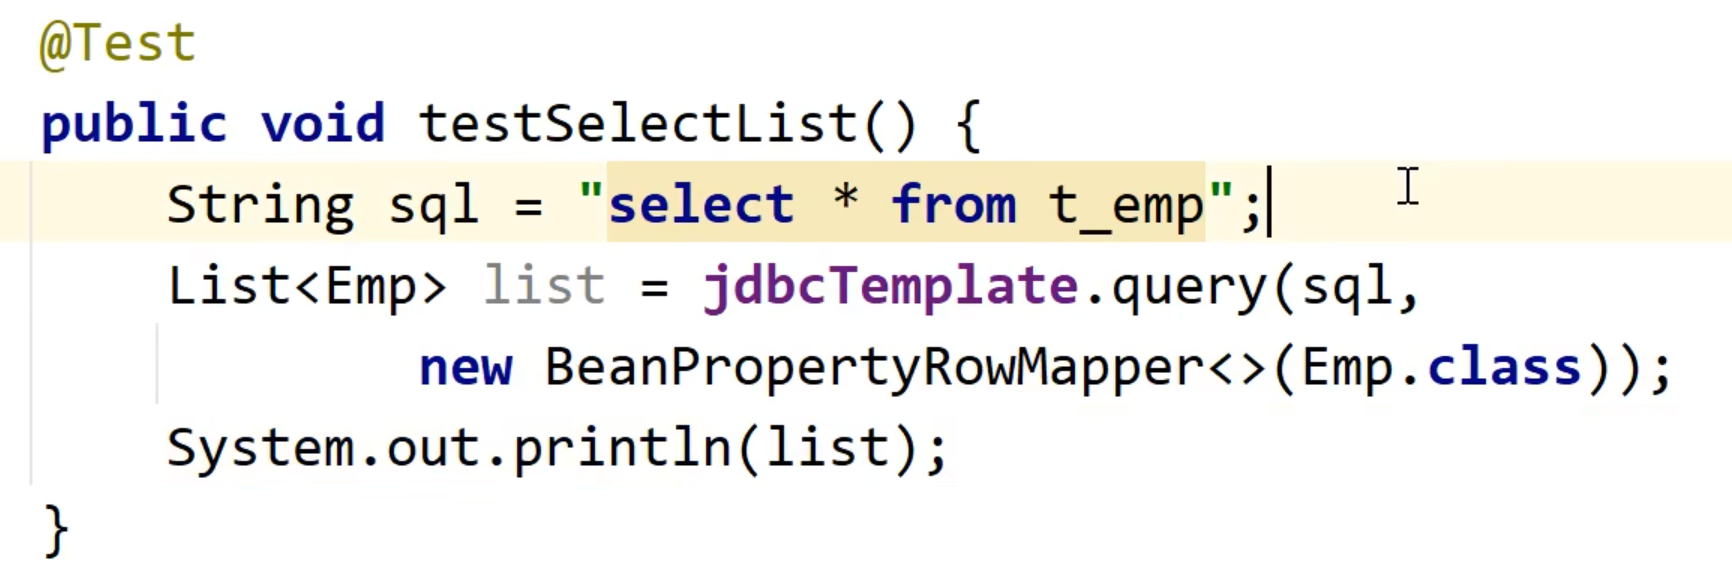 @Test
public void testSelectList() {
String sql = "select * from t_emp";
List<Emp> list = jdbcTemplate.query(sql,
new BeanPropertyRowMapper<>(Emp.class));
System.out.println(list);
}